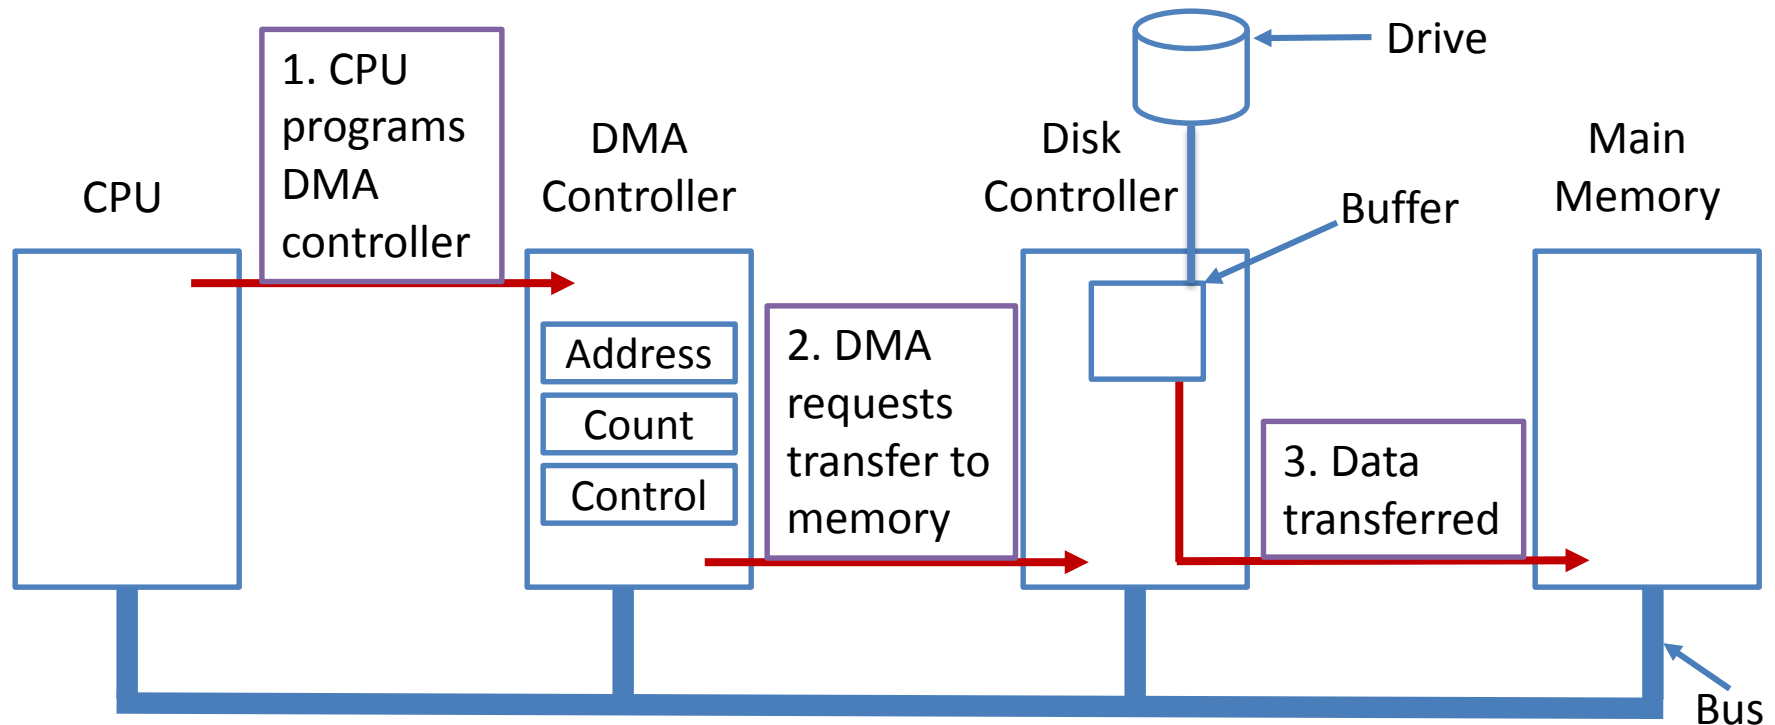 Drive
1. CPU
programs
DMA
controller
CPU
DMA
Controller
Disk
Controller
Main
Memory
Buffer
Address
Count
Control
2. DMA
requests
transfer to
memory
3. Data
transferred
Bus